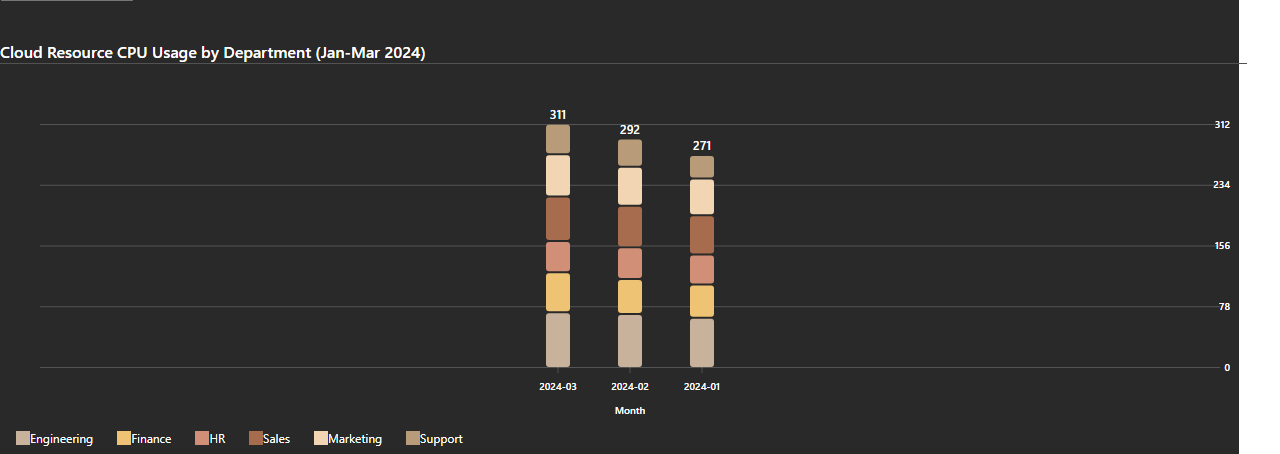 Cloud Resource CPU Usage by Department (Jan-Mar 2024)
311
292
271
312
234
156
78
0
2024-03 2024-02 2024-01
Month
Engineering Finance HR Sales Marketing Support